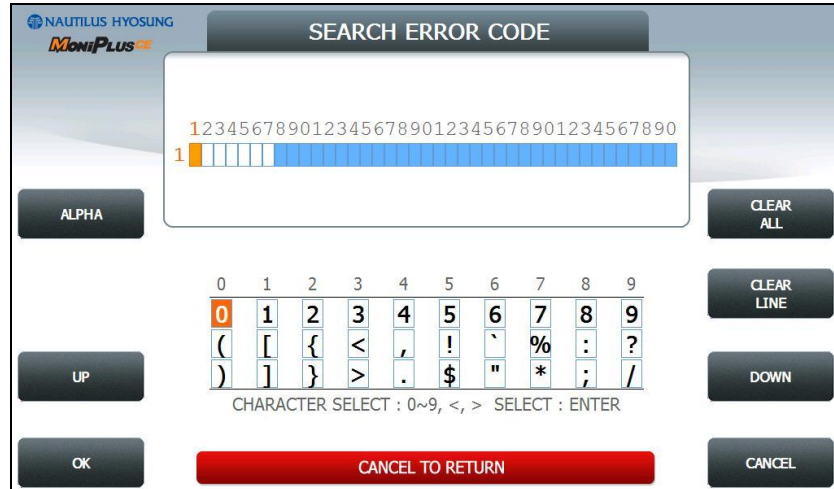 NAUTILUS HYOSUNG
MONIPLUS CE
SEARCH ERROR CODE
1234567890123456789012345678901234567890
1
ALPHA
CLEAR
ALL
0 1 2 3 4 5 6 7 8 9
CLEAR
LINE
0 1 2 3 4 5 6 7 8 9
( [ { < , ! ` % : ?
) ] } > . $ " * ; /
UP
DOWN
CHARACTER SELECT : 0~9, <, > SELECT : ENTER
OK
CANCEL TO RETURN
CANCEL